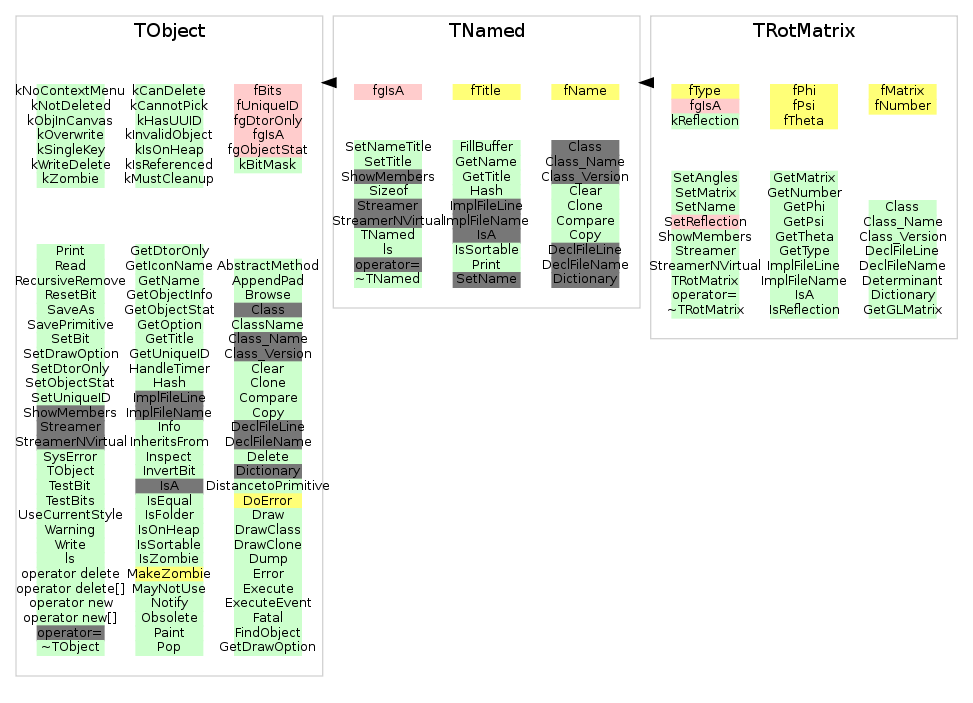 TObject
kNoContextMenu kCanDelete fBits
kNotDeleted kCannotPick fUniqueID
kObjInCanvas kHasUUID fgDtorOnly
kOverwrite kInvalidObject fgIsA
kSingleKey kIsOnHeap fgObjectStat
kWriteDelete kIsReferenced kBitMask
kZombie kMustCleanup
Print GetDtorOnly
Read GetIconName AbstractMethod
RecursiveRemove GetName AppendPad
ResetBit GetObjectInfo Browse
SaveAs GetObjectStat Class
SavePrimitive GetOption ClassName
SetBit GetTitle Class_Name
SetDrawOption GetUniqueID Class_Version
SetDtorOnly HandleTimer Clear
SetObjectStat Hash Clone
SetUniqueID ImplFileLine Compare
ShowMembers ImplFileName Copy
Streamer Info DeclFileLine
StreamerNVirtual InheritsFrom DeclFileName
SysError Inspect Delete
TObject InvertBit Dictionary
TestBit IsA DistancetoPrimitive
TestBits IsEqual DoError
UseCurrentStyle IsFolder Draw
Warning IsOnHeap DrawClass
Write IsSortable DrawClone
ls IsZombie Dump
operator delete MakeZombie Error
operator delete[] MayNotUse Execute
operator new Notify ExecuteEvent
operator new[] Obsolete Fatal
operator= Paint FindObject
~TObject Pop GetDrawOption
TNamed
fgIsA fTitle fName
SetNameTitle FillBuffer Class
SetTitle GetName Class_Name
ShowMembers GetTitle Class_Version
Sizeof Hash Clear
Streamer ImplFileLine Clone
StreamerNVirtual ImplFileName Compare
TNamed IsA Copy
ls IsSortable DeclFileLine
operator= Print DeclFileName
~TNamed SetName Dictionary
TRotMatrix
fType fPhi fMatrix
fgIsA fPsi fNumber
kReflection fTheta
SetAngles GetMatrix
SetMatrix GetNumber
SetName GetPhi Class
SetReflection GetPsi Class_Name
ShowMembers GetTheta Class_Version
Streamer GetType DeclFileLine
StreamerNVirtual ImplFileLine DeclFileName
TRotMatrix ImplFileName Determinant
operator= IsA Dictionary
~TRotMatrix IsReflection GetGLMatrix